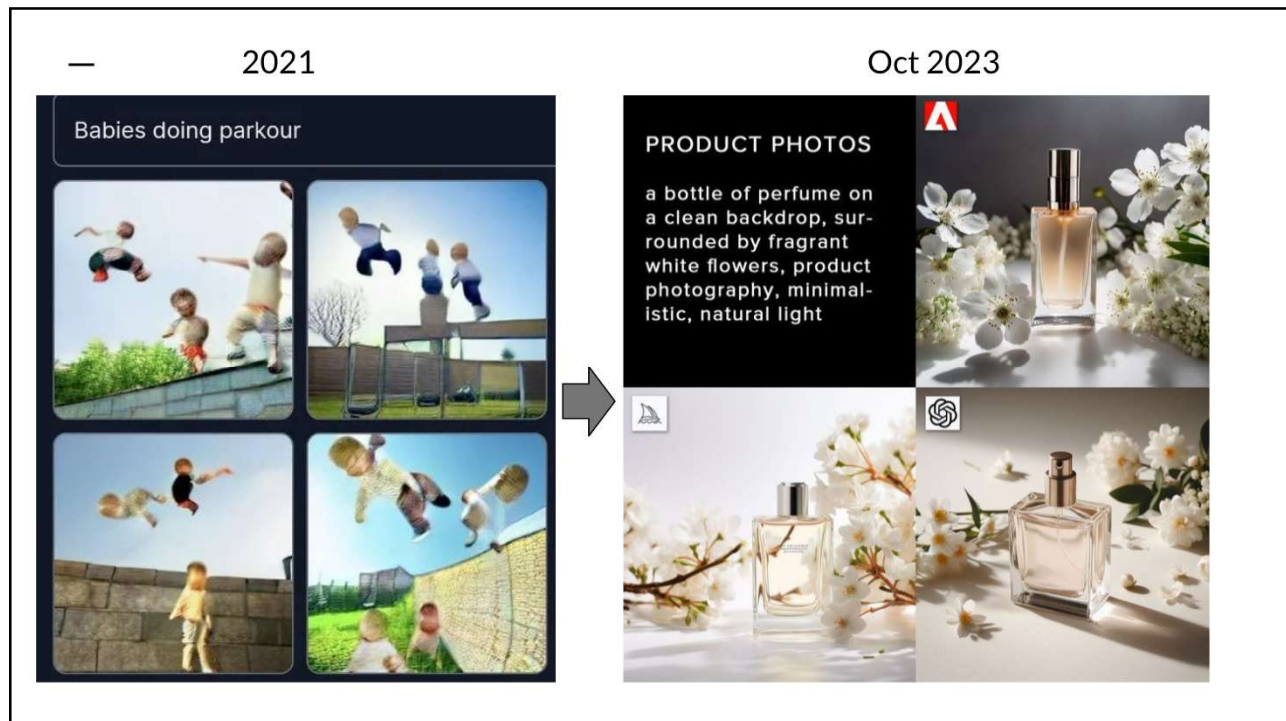 — 2021
Oct 2023
Babies doing parkour
PRODUCT PHOTOS
a bottle of perfume on
a clean backdrop, sur-
rounded by fragrant
white flowers, product
photography, minimal-
istic, natural light